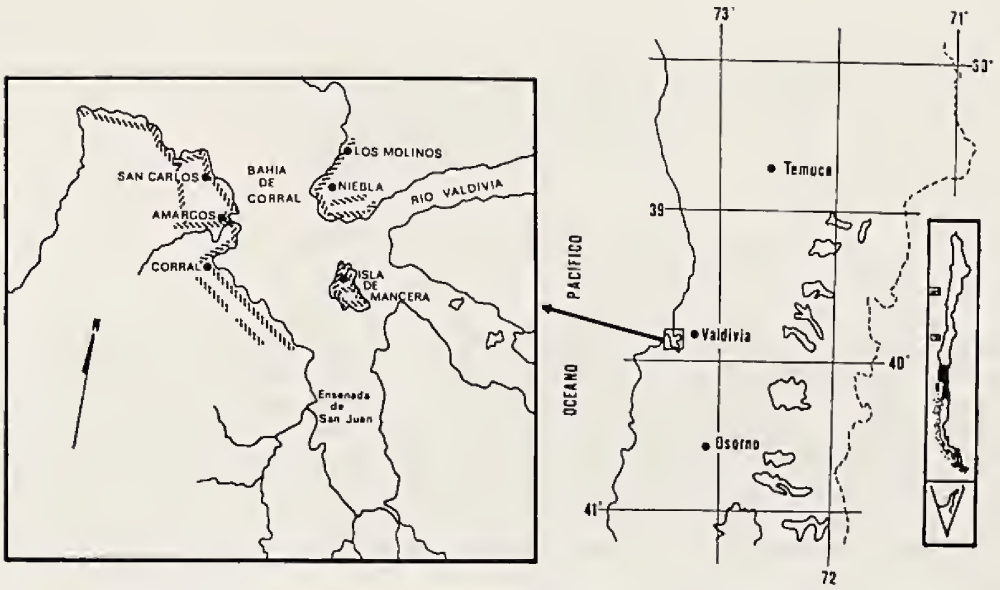 LOS MOLINOS
SAN CARLOS
BAHIA
DE
CORRAL
NIEBLA
RIO VALDIVIA
AMARGOS
CORRAL
ISLA
DE
MANCERA
N
Ensenada
de
San Juan
73°
71°
Temuco
39
OCEANO PACIFICO
Valdivia
40°
Osorno
41°
72